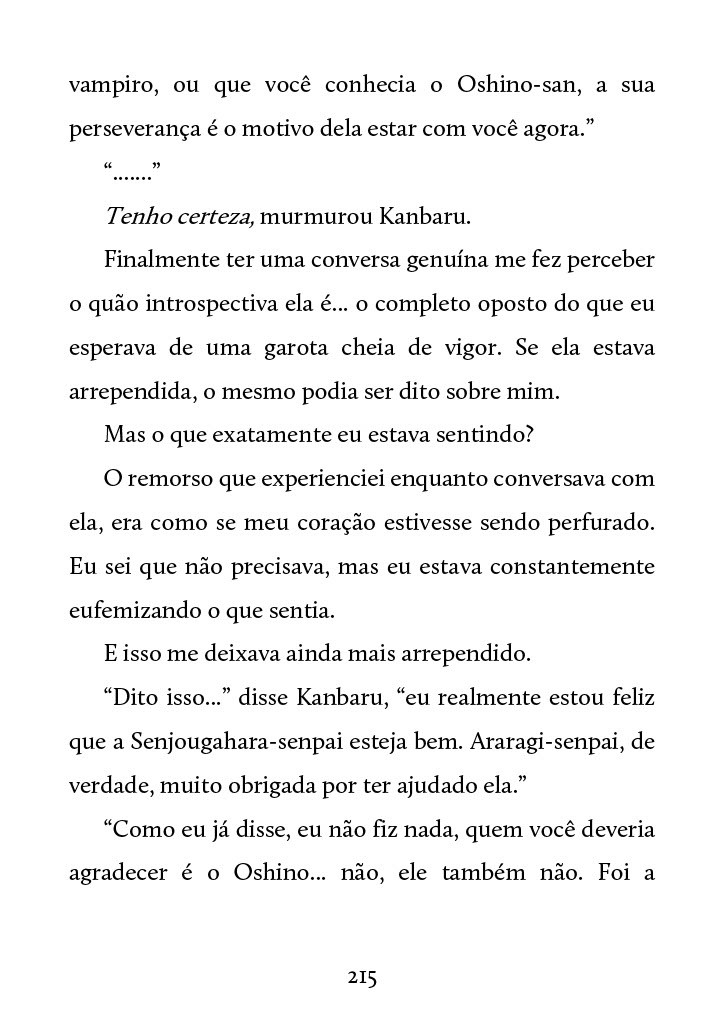 vampiro, ou que você conhecia o Oshino-san, a sua
perseverança é o motivo dela estar com você agora.”
“.......”
Tenho certeza, murmurou Kanbaru.
Finalmente ter uma conversa genuína me fez perceber
o quão introspectiva ela é... o completo oposto do que eu
esperava de uma garota cheia de vigor. Se ela estava
arrependida, o mesmo podia ser dito sobre mim.
Mas o que exatamente eu estava sentindo?
O remorso que experienciei enquanto conversava com
ela, era como se meu coração estivesse sendo perfurado.
Eu sei que não precisava, mas eu estava constantemente
eufemizando o que sentia.
E isso me deixava ainda mais arrependido.
“Dito isso...” disse Kanbaru, “eu realmente estou feliz
que a Senjougahara-senpai esteja bem. Araragi-senpai, de
verdade, muito obrigada por ter ajudado ela.”
“Como eu já disse, eu não fiz nada, quem você deveria
agradecer é o Oshino... não, ele também não. Foi a
215